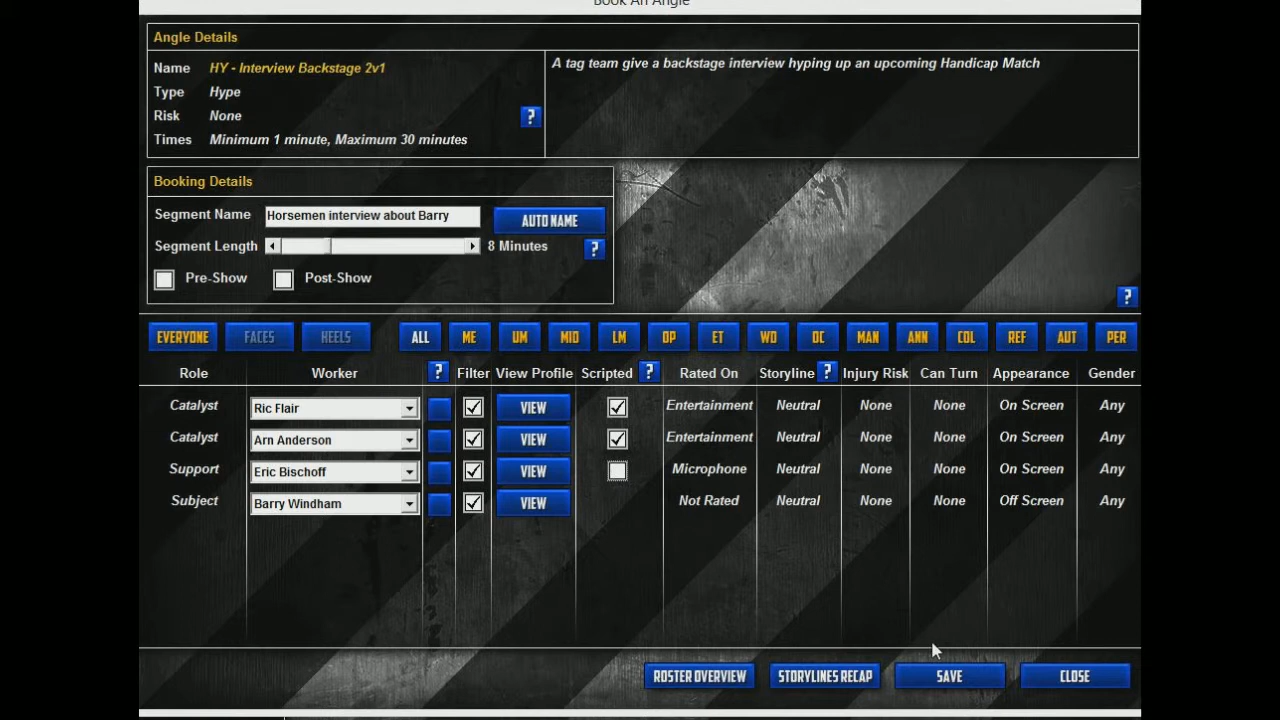 Book An Angle
Angle Details
Name HY - Interview Backstage 2v1
Type Hype
Risk None
Times Minimum 1 minute, Maximum 30 minutes
?
A tag team give a backstage interview hyping up an upcoming Handicap Match
Booking Details
Segment Name Horsemen interview about Barry AUTO NAME
Segment Length 8 Minutes ?
Pre-Show Post-Show
?
EVERYONE FACES HEELS ALL ME UM MID LM OP ET WO OC MAN ANN COL REF AUT PER
Role Worker ? Filter View Profile Scripted ? Rated On Storyline ? Injury Risk Can Turn Appearance Gender
Catalyst Ric Flair VIEW Entertainment Neutral None None On Screen Any
Catalyst Arn Anderson VIEW Entertainment Neutral None None On Screen Any
Support Eric Bischoff VIEW Microphone Neutral None None On Screen Any
Subject Barry Windham VIEW Not Rated Neutral None None Off Screen Any
ROSTER OVERVIEW STORYLINES RECAP SAVE CLOSE